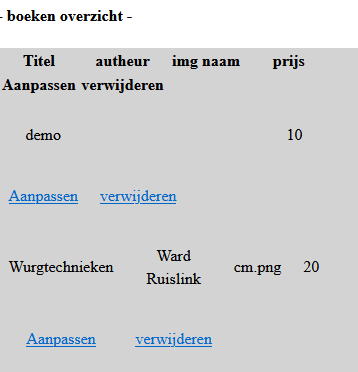 - boeken overzicht -
Titel autheur img naam prijs
Aanpassen verwijderen
demo 10
Aanpassen verwijderen
Wurgtechnieken Ward Ruislink cm.png 20
Aanpassen verwijderen